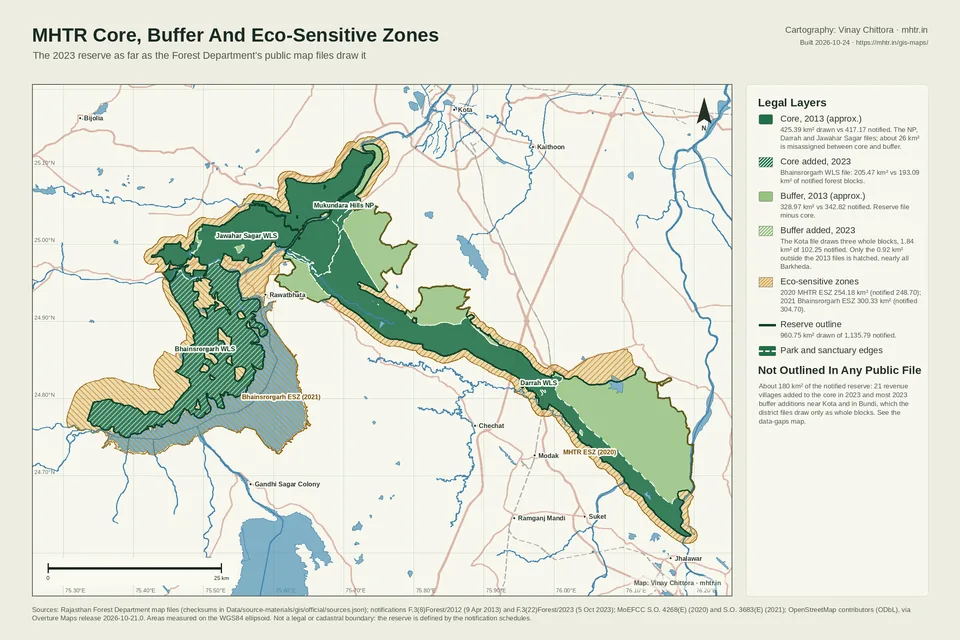 MHTR Core, Buffer And Eco-Sensitive Zones
The 2023 reserve as far as the Forest Department's public map files draw it
Cartography: Vinay Chittora · mhtr.in
Built 2026-10-24 · https://mhtr.in/gis-maps/
Kota
Bijolia
N
Kaithoon
25.10°N
Mukundara Hills NP
Jawahar Sagar WLS
25.00°N
Rawatbhata
24.90°N
Bhainsrorgarh WLS
Darrah WLS
24.80°N
Bhainsrorgarh ESZ (2021)
Chechat
MHTR ESZ (2020)
Modak
24.70°N
Gandhi Sagar Colony
Ramganj Mandi
Suket
Jhalawar
0
25 km
Map: Vinay Chittora · mhtr.in
75.30°E
75.40°E
75.50°E
75.60°E
75.70°E
75.80°E
75.90°E
76.00°E
76.10°E
76.20°E
Legal Layers
Core, 2013 (approx.)
425.39 km² drawn vs 417.17 notified. The NP,
Darrah and Jawahar Sagar files; about 26 km²
is misassigned between core and buffer.
Core added, 2023
Bhainsrorgarh WLS file: 205.47 km² vs 193.09
km² of notified forest blocks.
Buffer, 2013 (approx.)
328.97 km² vs 342.82 notified. Reserve file
minus core.
Buffer added, 2023
The Kota file draws three whole blocks, 1.84
km² of 102.25 notified. Only the 0.92 km²
outside the 2013 files is hatched, nearly all
Barkheda.
Eco-sensitive zones
2020 MHTR ESZ 254.18 km² (notified 248.70);
2021 Bhainsrorgarh ESZ 300.33 km² (notified
304.70).
Reserve outline
960.75 km² drawn of 1,135.79 notified.
Park and sanctuary edges
Not Outlined In Any Public File
About 180 km² of the notified reserve: 21 revenue
villages added to the core in 2023 and most 2023
buffer additions near Kota and in Bundi, which the
district files draw only as whole blocks. See the
data-gaps map.
Sources: Rajasthan Forest Department map files (checksums in Data/source-materials/gis/official/sources.json); notifications F.3(8)Forest/2012 (9 Apr 2013) and F.3(22)Forest/2023 (5 Oct 2023); MoEFCC S.O. 4268(E) (2020) and S.O. 3683(E) (2021); OpenStreetMap contributors (ODbL), via
Overture Maps release 2026-10-21.0. Areas measured on the WGS84 ellipsoid. Not a legal or cadastral boundary: the reserve is defined by the notification schedules.